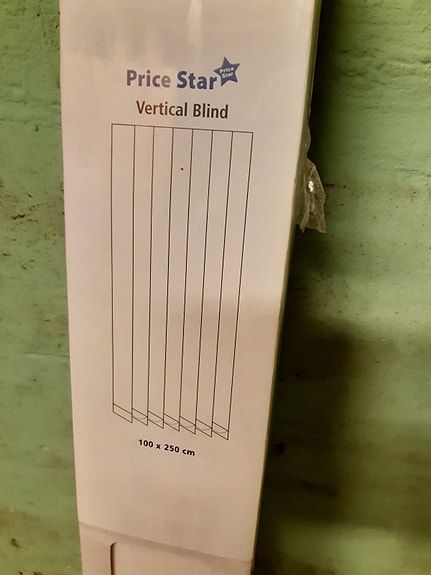 Price Star
Price
Star
Vertical Blind
100 x 250 cm